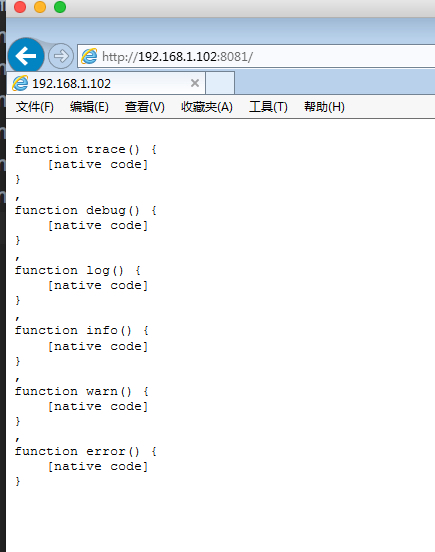 http://192.168.1.102:8081/
192.168.1.102
文件(F) 编辑(E) 查看(V) 收藏夹(A) 工具(T) 帮助(H)
function trace() {
    [native code]
}
,
function debug() {
    [native code]
}
,
function log() {
    [native code]
}
,
function info() {
    [native code]
}
,
function warn() {
    [native code]
}
,
function error() {
    [native code]
}